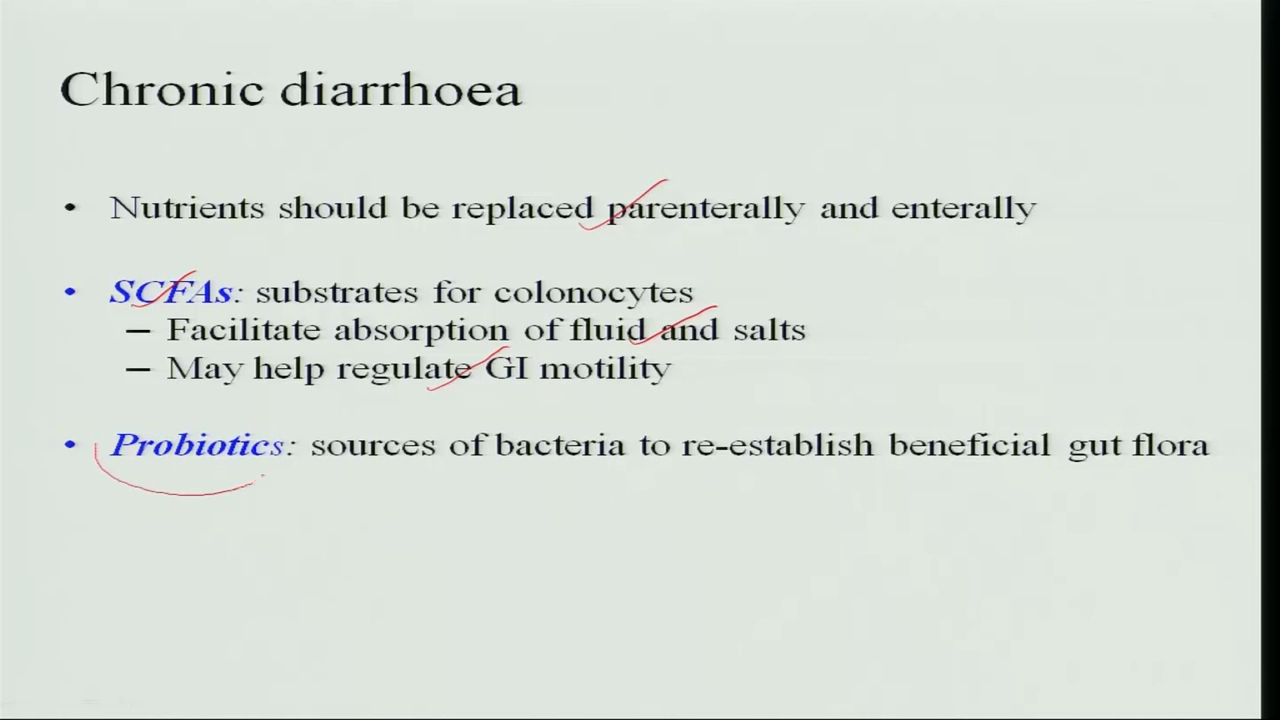 Chronic diarrhoea
• Nutrients should be replaced parenterally and enterally
• SCFAs: substrates for colonocytes
– Facilitate absorption of fluid and salts
– May help regulate GI motility
• Probiotics: sources of bacteria to re-establish beneficial gut flora